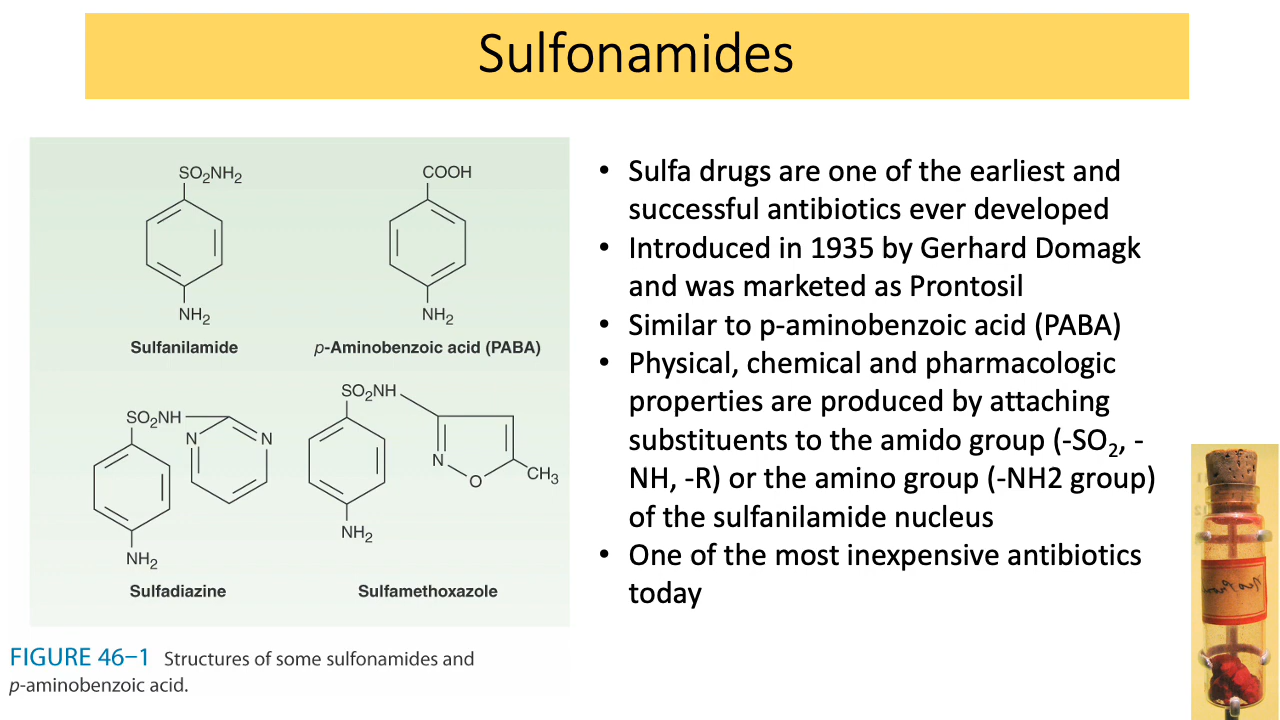 Sulfonamides
SO₂NH₂
COOH
NH₂
NH₂
Sulfanilamide
p-Aminobenzoic acid (PABA)
SO₂NH
N
N
NH₂
Sulfadiazine
SO₂NH
N
O
CH₃
NH₂
Sulfamethoxazole
FIGURE 46–1 Structures of some sulfonamides and
p-aminobenzoic acid.
• Sulfa drugs are one of the earliest and
successful antibiotics ever developed
• Introduced in 1935 by Gerhard Domagk
and was marketed as Prontosil
• Similar to p-aminobenzoic acid (PABA)
• Physical, chemical and pharmacologic
properties are produced by attaching
substituents to the amido group (-SO₂, -
NH, -R) or the amino group (-NH2 group)
of the sulfanilamide nucleus
• One of the most inexpensive antibiotics
today